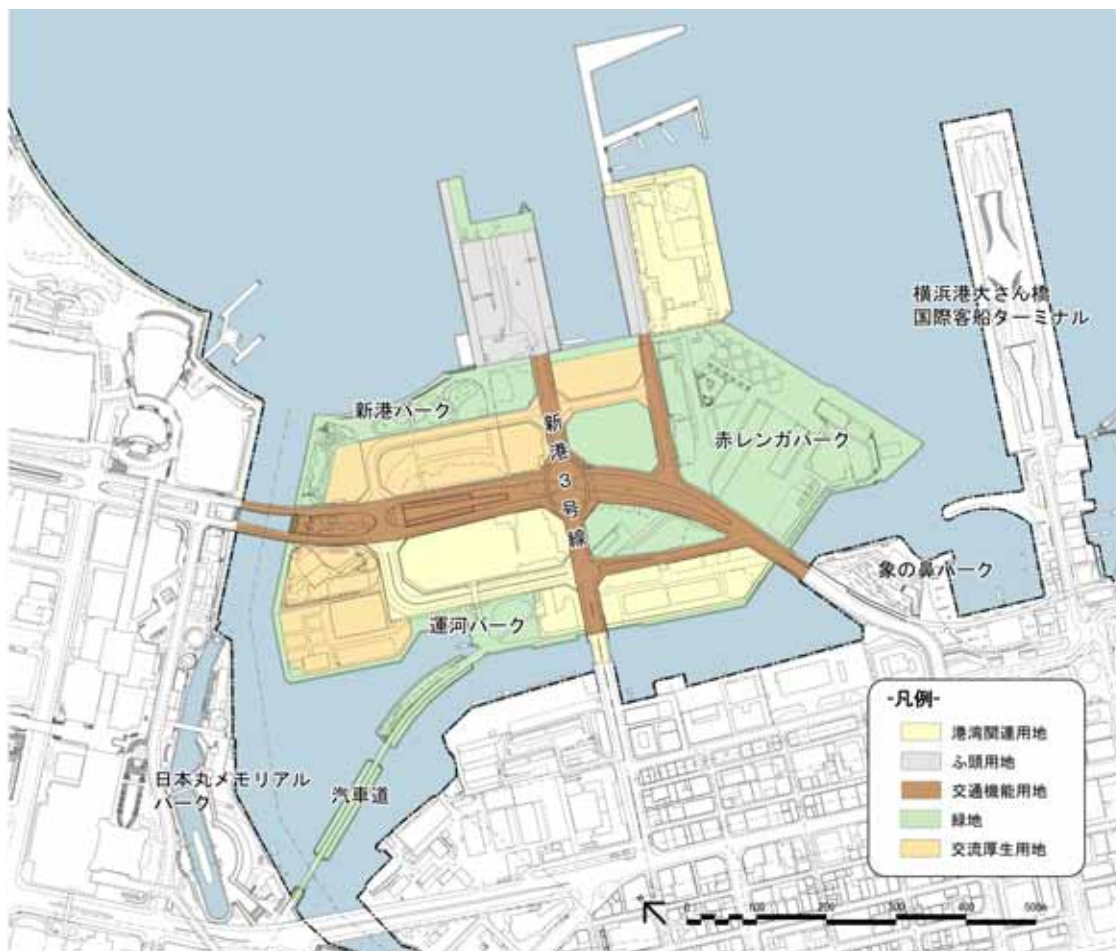 横浜港大さん橋
国際客船ターミナル
新港パーク
新港3号線
赤レンガパーク
象の鼻パーク
運河パーク
日本丸メモリアル
パーク
汽車道
-凡例-
港湾関連用地
ふ頭用地
交通機能用地
緑地
交流厚生用地
0 100 200 300 400 500m